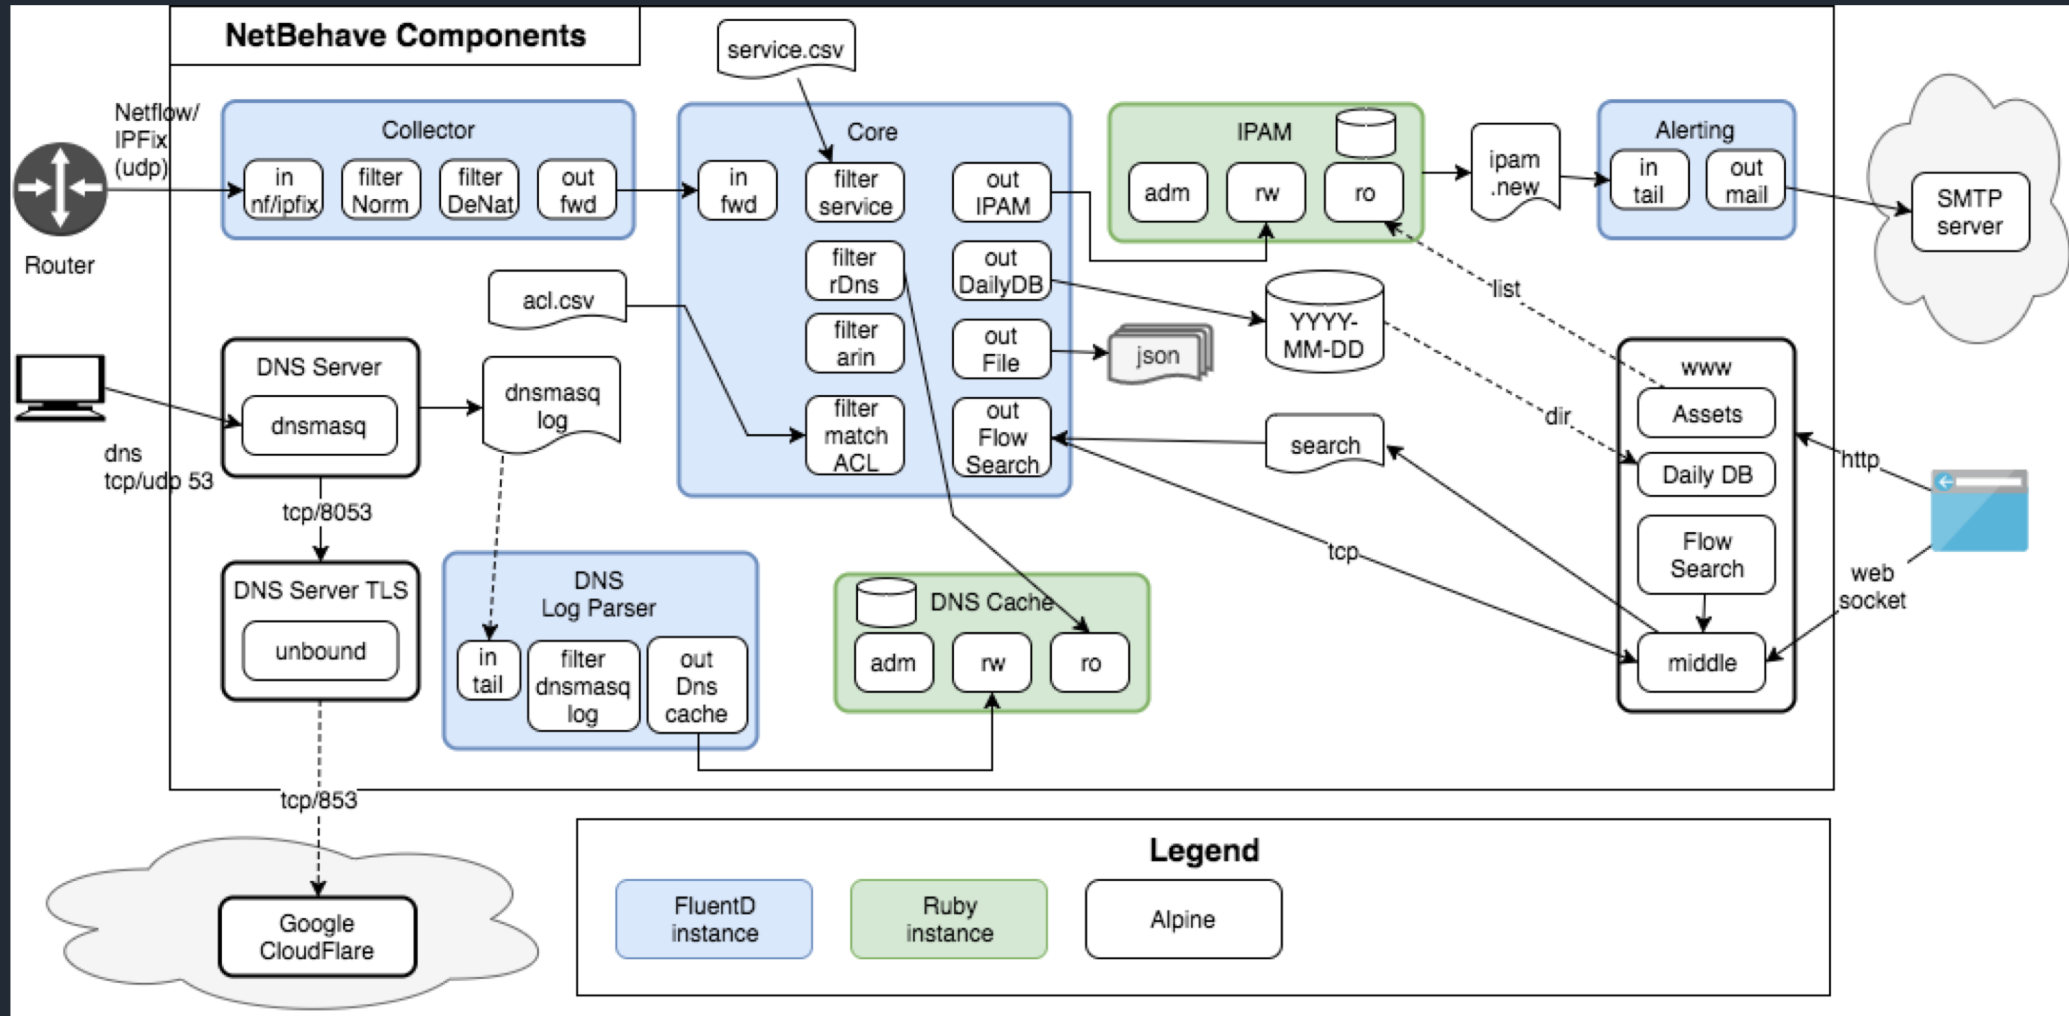 NetBehave Components
service.csv
Netflow/
IPFix
(udp)
Router
Collector
in
nf/ipfix
filter
Norm
filter
DeNat
out
fwd
Core
in
fwd
filter
service
filter
rDns
filter
arin
filter
match
ACL
out
IPAM
out
DailyDB
out
File
out
Flow
Search
IPAM
adm
rw
ro
ipam
.new
Alerting
in
tail
out
mail
SMTP
server
acl.csv
json
YYYY-
MM-DD
list
dir
search
tcp
www
Assets
Daily DB
Flow
Search
middle
http
web
socket
DNS Server
dnsmasq
dns
tcp/udp 53
dnsmasq
log
tcp/8053
DNS Server TLS
unbound
DNS
Log Parser
in
tail
filter
dnsmasq
log
out
Dns
cache
DNS Cache
adm
rw
ro
tcp/853
Google
CloudFlare
Legend
FluentD
instance
Ruby
instance
Alpine